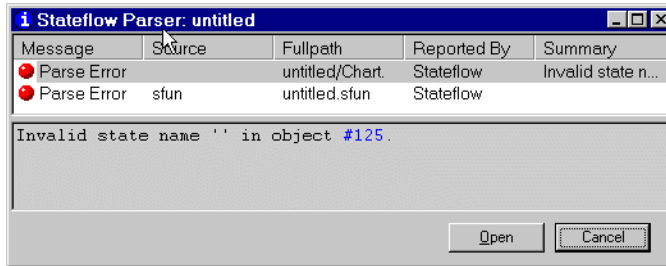 Stateflow Parser: untitled
Message Source Fullpath Reported By Summary
Parse Error untitled/Chart. Stateflow Invalid state n...
Parse Error sfun untitled.sfun Stateflow
Invalid state name '' in object #125.
Open Cancel